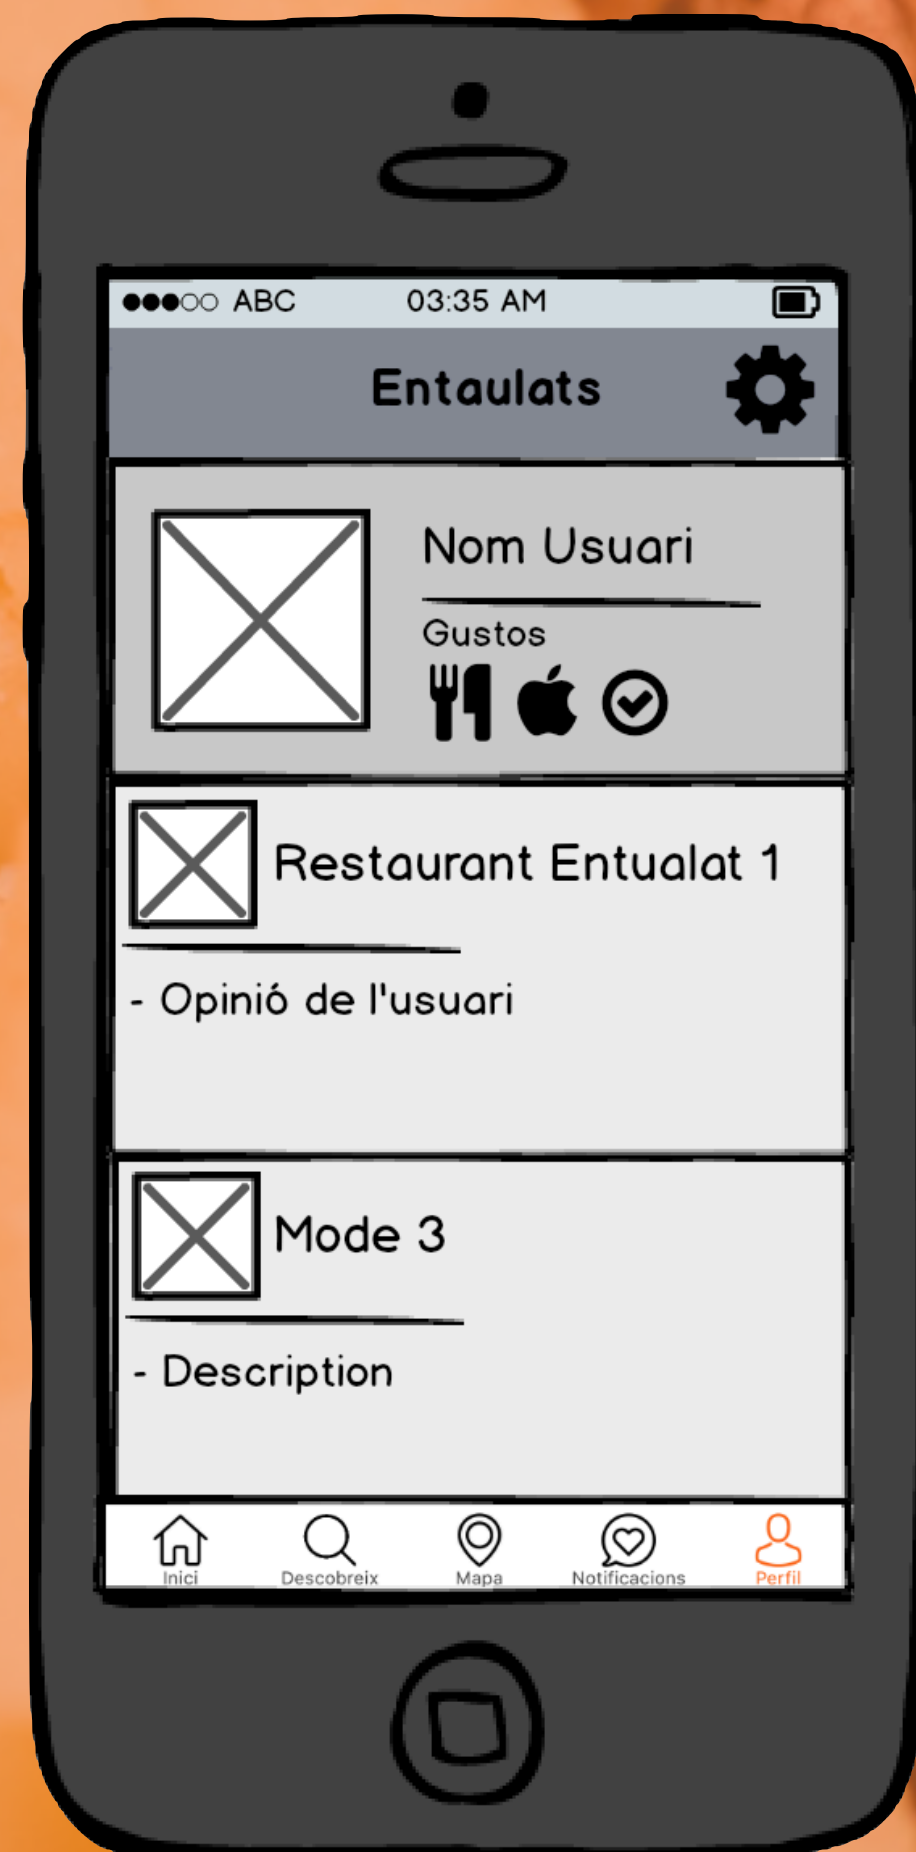 ABC 03:35 AM
Entaulats
Nom Usuari
Gustos
Restaurant Entualat 1
- Opinió de l'usuari
Mode 3
- Description
Inici Descobreix Mapa Notificacions Perfil